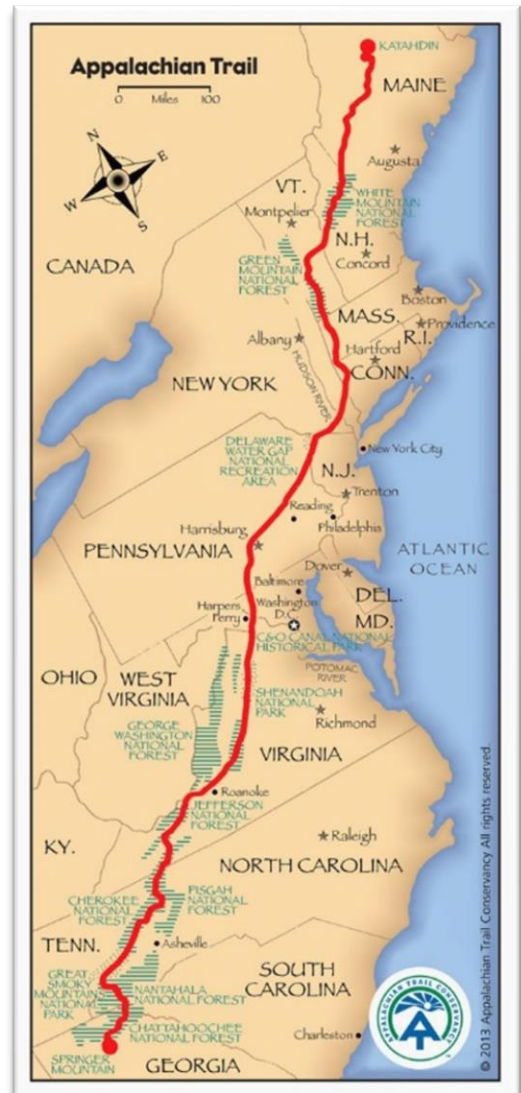 Appalachian Trail
0 Miles 100
N
E
W
S
KATAHDIN
MAINE
Augusta
VT.
WHITE
MOUNTAIN
NATIONAL
FOREST
Montpelier
N.H.
Concord
CANADA
GREEN
MOUNTAIN
NATIONAL
FOREST
Boston
MASS.
R.I.
Providence
Albany
Hartford
CONN.
HUDSON RIVER
NEW YORK
DELAWARE
WATER GAP
NATIONAL
RECREATION
AREA
New York City
N.J.
Trenton
Reading
Philadelphia
Harrisburg
PENNSYLVANIA
ATLANTIC
OCEAN
Dover
Baltimore
DEL.
Washington
D.C.
MD.
Harpers
Ferry
C&O CANAL NATIONAL
HISTORICAL PARK
POTOMAC
RIVER
OHIO
WEST
VIRGINIA
SHENANDOAH
NATIONAL
PARK
GEORGE
WASHINGTON
NATIONAL
FOREST
Richmond
VIRGINIA
Roanoke
JEFFERSON
NATIONAL
FOREST
KY.
Raleigh
NORTH CAROLINA
PISGAH
NATIONAL
FOREST
CHEROKEE
NATIONAL
FOREST
TENN.
Asheville
GREAT
SMOKY
MOUNTAINS
NATIONAL
PARK
NANTAHALA
NATIONAL FOREST
SOUTH
CAROLINA
CHATTAHOOCHEE
NATIONAL FOREST
SPRINGER
MOUNTAIN
GEORGIA
Charleston
APPALACHIAN TRAIL CONSERVANCY
© 2013 Appalachian Trail Conservancy All rights reserved